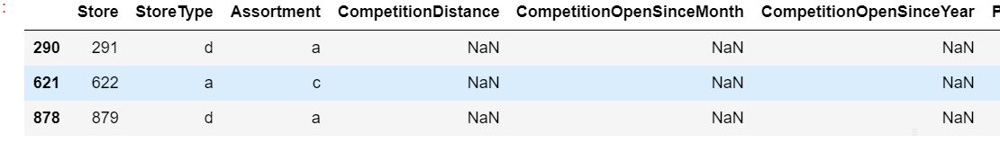 Store StoreType Assortment CompetitionDistance CompetitionOpenSinceMonth CompetitionOpenSinceYear
290 291 d a NaN NaN NaN
621 622 a c NaN NaN NaN
878 879 d a NaN NaN NaN